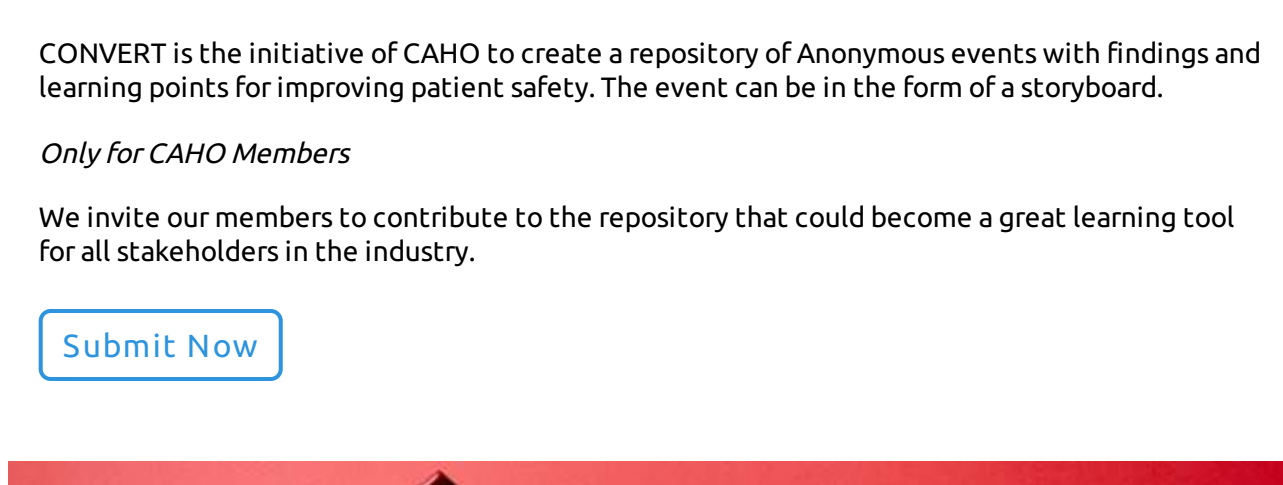 CONVERT is the initiative of CAHO to create a repository of Anonymous events with findings and
learning points for improving patient safety. The event can be in the form of a storyboard.
Only for CAHO Members
We invite our members to contribute to the repository that could become a great learning tool
for all stakeholders in the industry.
Submit Now